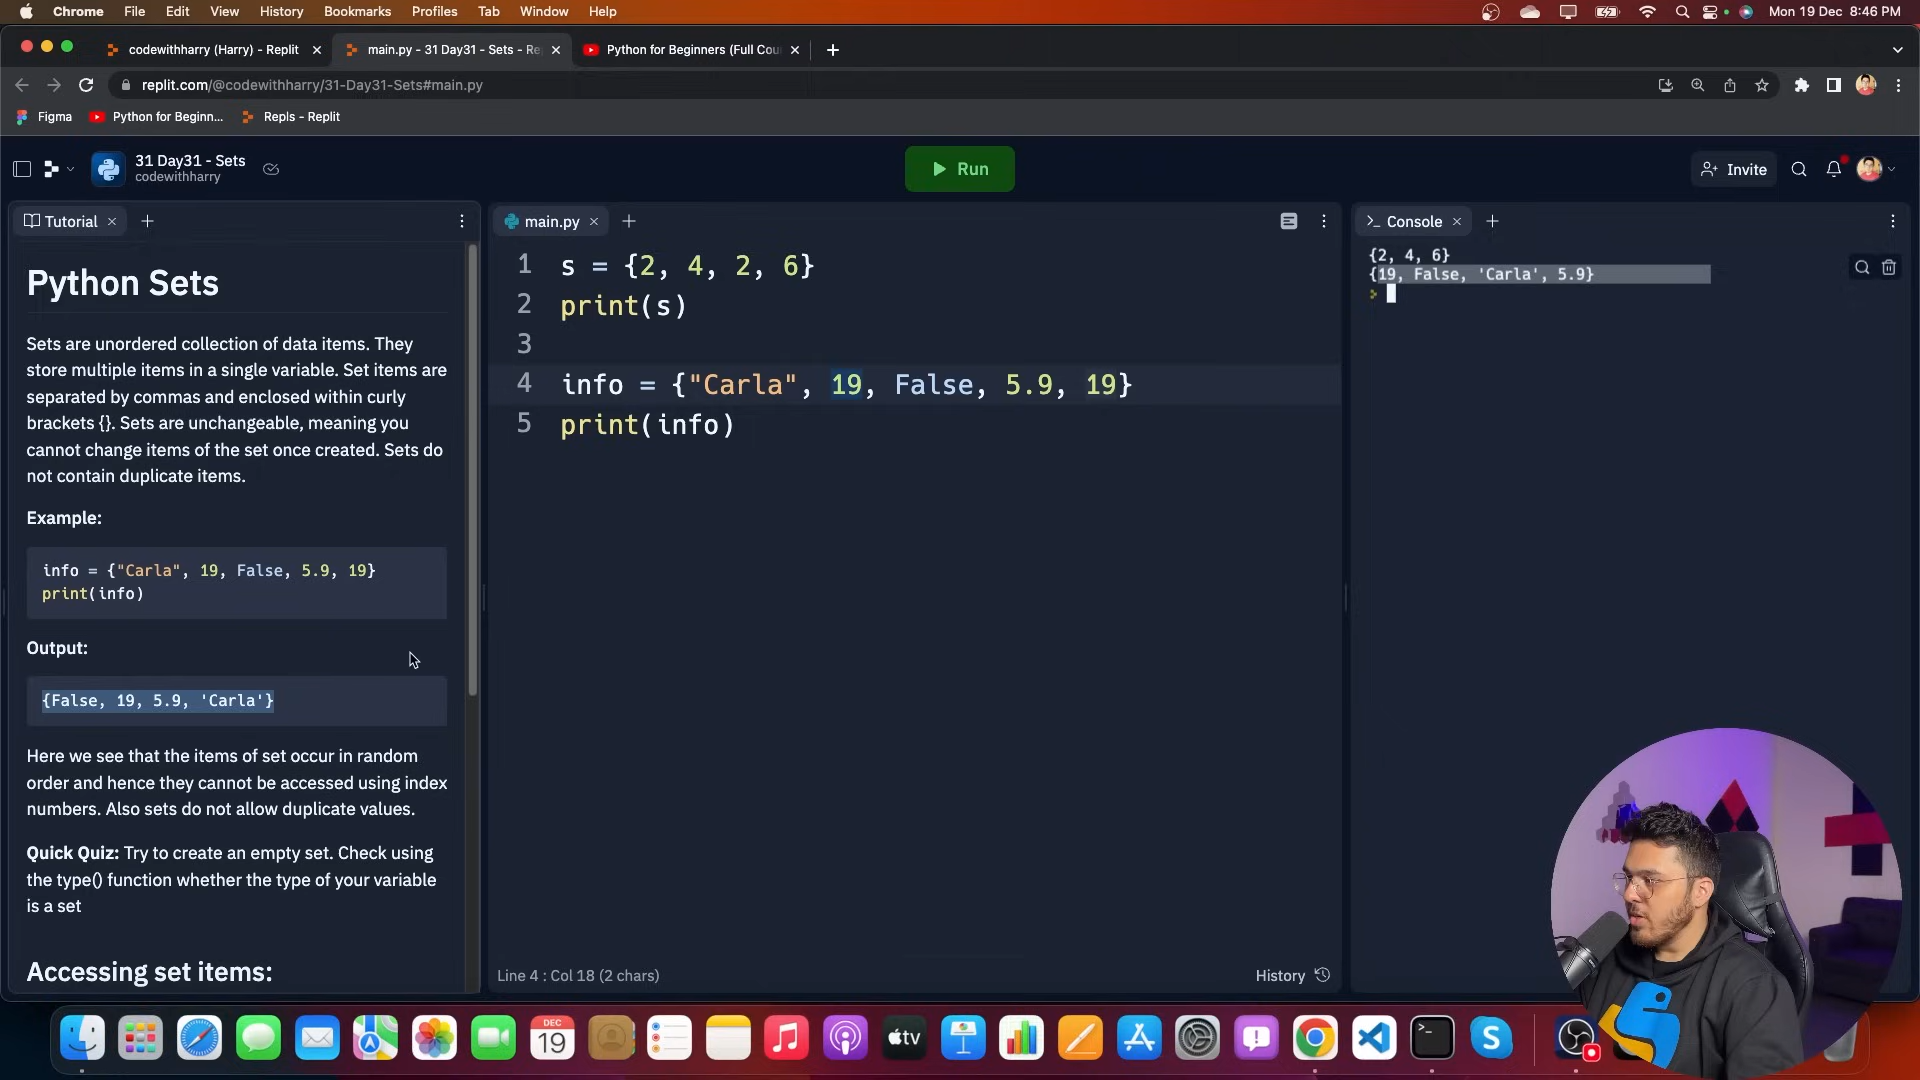 Chrome File Edit View History Bookmarks Profiles Tab Window Help Mon 19 Dec 8:46 PM
codewithharry (Harry) - Replit main.py - 31 Day31 - Sets - Re Python for Beginners (Full Cou
replit.com/@codewithharry/31-Day31-Sets#main.py
Figma Python for Beginn... Repls - Replit
31 Day31 - Sets
codewithharry
Run
Invite
Tutorial
Python Sets
Sets are unordered collection of data items. They
store multiple items in a single variable. Set items are
separated by commas and enclosed within curly
brackets {}. Sets are unchangeable, meaning you
cannot change items of the set once created. Sets do
not contain duplicate items.
Example:
info = {"Carla", 19, False, 5.9, 19}
print(info)
Output:
{False, 19, 5.9, 'Carla'}
Here we see that the items of set occur in random
order and hence they cannot be accessed using index
numbers. Also sets do not allow duplicate values.
Quick Quiz: Try to create an empty set. Check using
the type() function whether the type of your variable
is a set
Accessing set items:
main.py
1 s = {2, 4, 2, 6}
2 print(s)
3
4 info = {"Carla", 19, False, 5.9, 19}
5 print(info)
Line 4 : Col 18 (2 chars)
History
Console
{2, 4, 6}
{19, False, 'Carla', 5.9}
DEC
19
tv